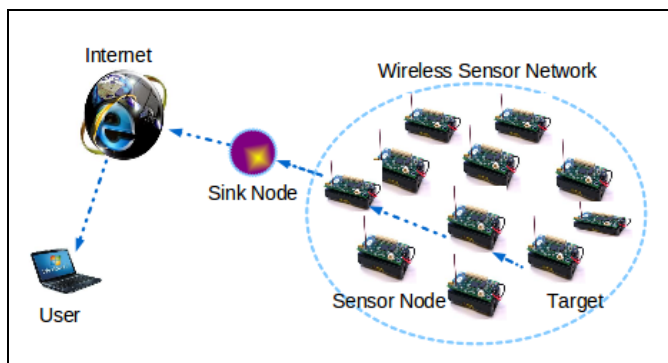 Internet
Wireless Sensor Network
Sink Node
User
Sensor Node
Target